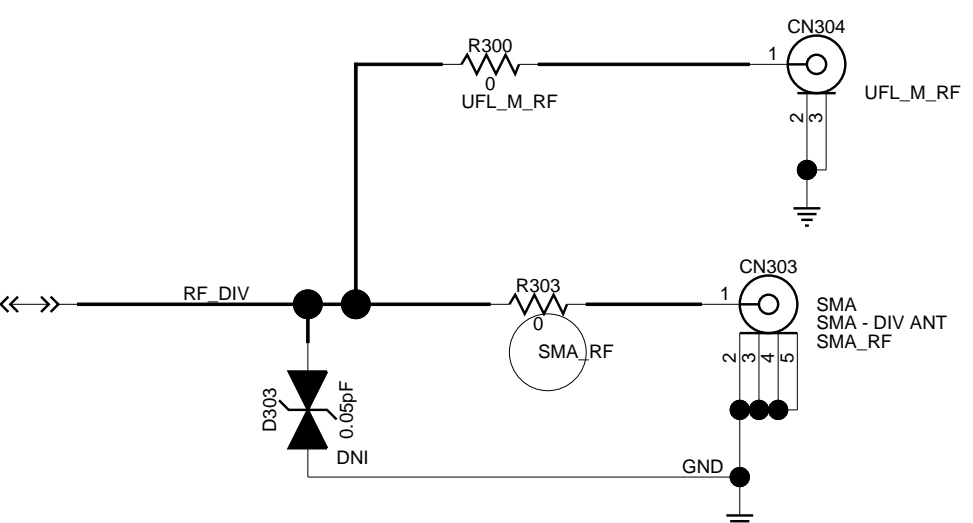 CN304
R300
1
0
UFL_M_RF
UFL_M_RF
2
3
CN303
RF_DIV
R303
1
0
SMA
SMA - DIV ANT
SMA_RF
SMA_RF
2
3
4
5
D303
0.05pF
DNI
GND